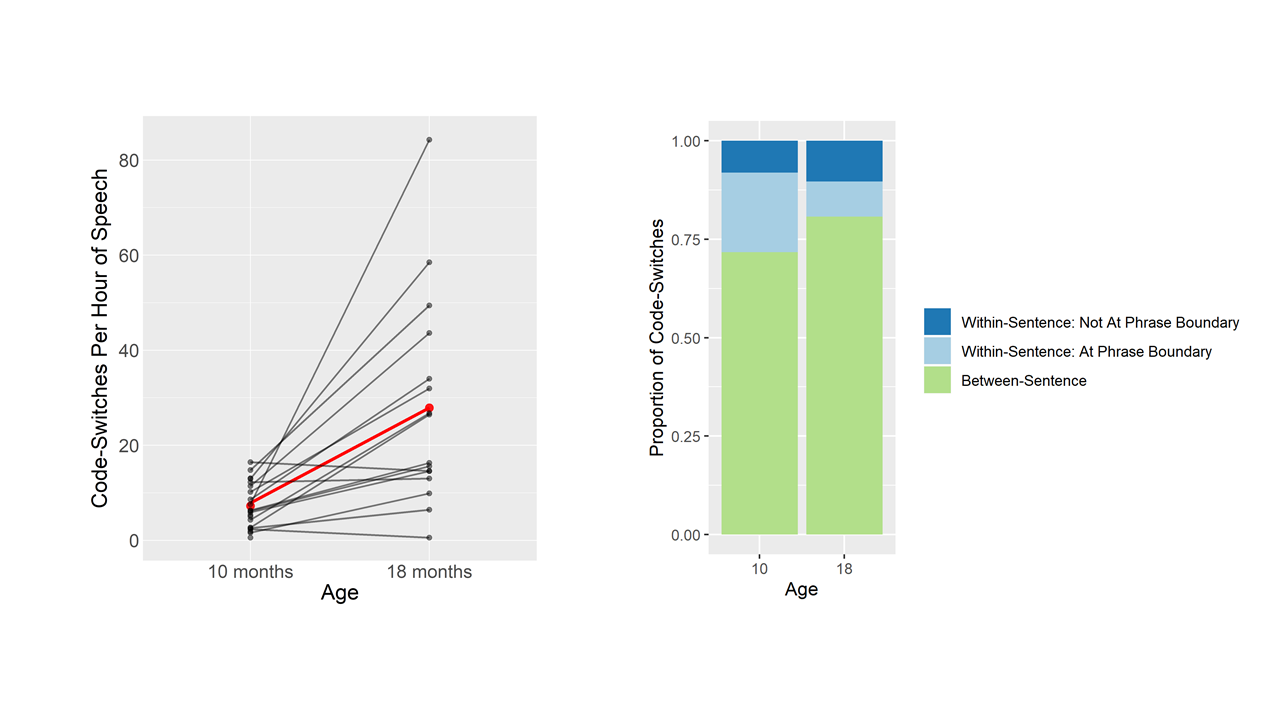 Code-Switches Per Hour of Speech
80
60
40
20
0
10 months
18 months
Age
Proportion of Code-Switches
1.00
0.75
0.50
0.25
0.00
10
18
Age
Within-Sentence: Not At Phrase Boundary
Within-Sentence: At Phrase Boundary
Between-Sentence